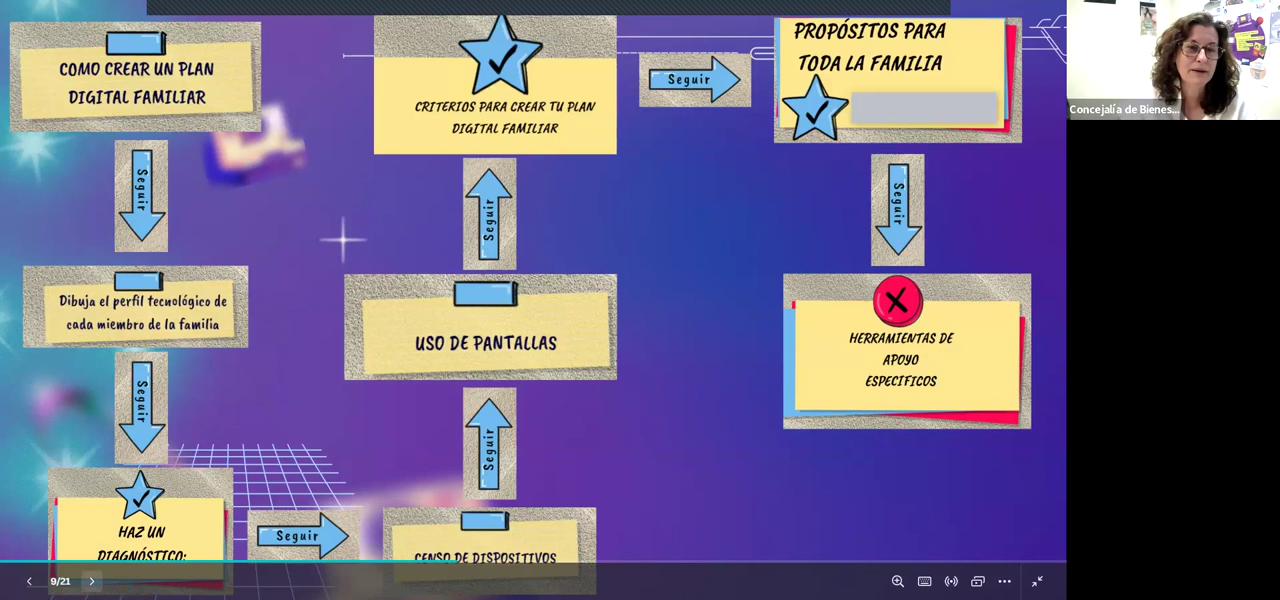 COMO CREAR UN PLAN
DIGITAL FAMILIAR
Seguir
Dibuja el perfil tecnológico de
cada miembro de la familia
Seguir
HAZ UN
DIAGNÓSTICO:
Seguir
CENSO DE DISPOSITIVOS
Seguir
USO DE PANTALLAS
Seguir
CRITERIOS PARA CREAR TU PLAN
DIGITAL FAMILIAR
Seguir
PROPÓSITOS PARA
TODA LA FAMILIA
Seguir
HERRAMIENTAS DE
APOYO
ESPECIFICOS
Concejalía de Bienes...
9/21